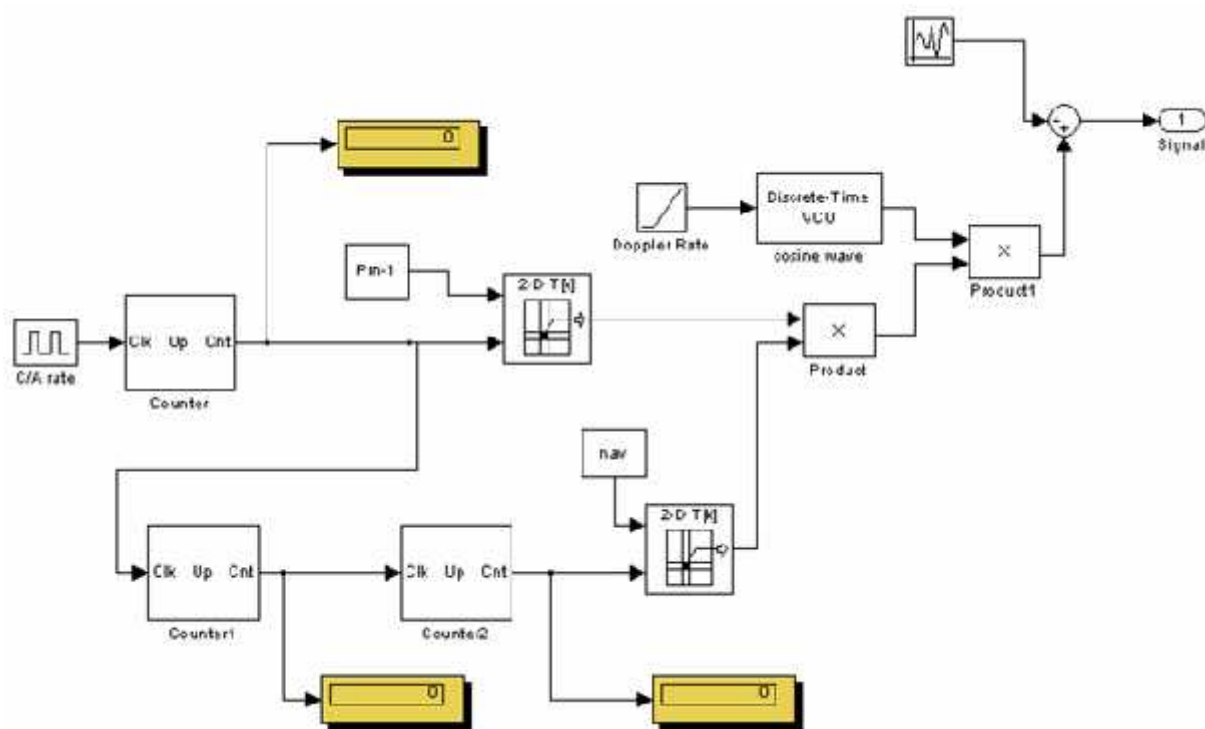 1
Signal
0
Discrete-Time
VCO
cosine wave
Doppler Rate
×
Product1
Prn-1
2-D T[k]
×
Product
C/A rate
Clk Up Cnt
Counter
nav
2-D T[k]
Clk Up Cnt
Counter1
Clk Up Cnt
Counter2
0
0